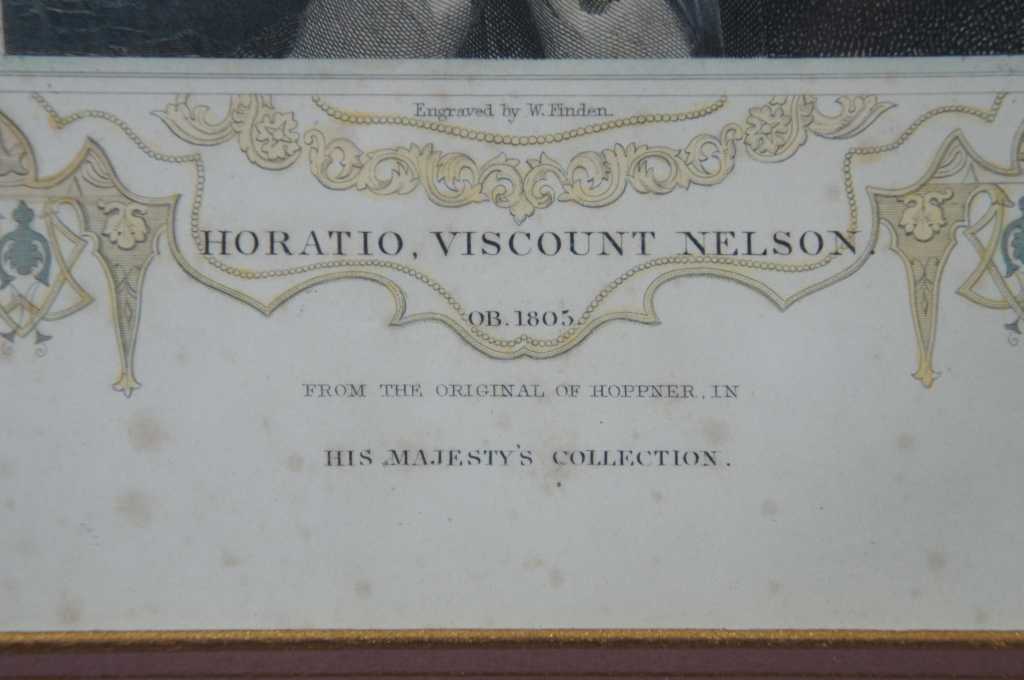 Engraved by W. Finden.
HORATIO, VISCOUNT NELSON.
OB. 1805.
FROM THE ORIGINAL OF HOPPNER, IN
HIS MAJESTY'S COLLECTION.